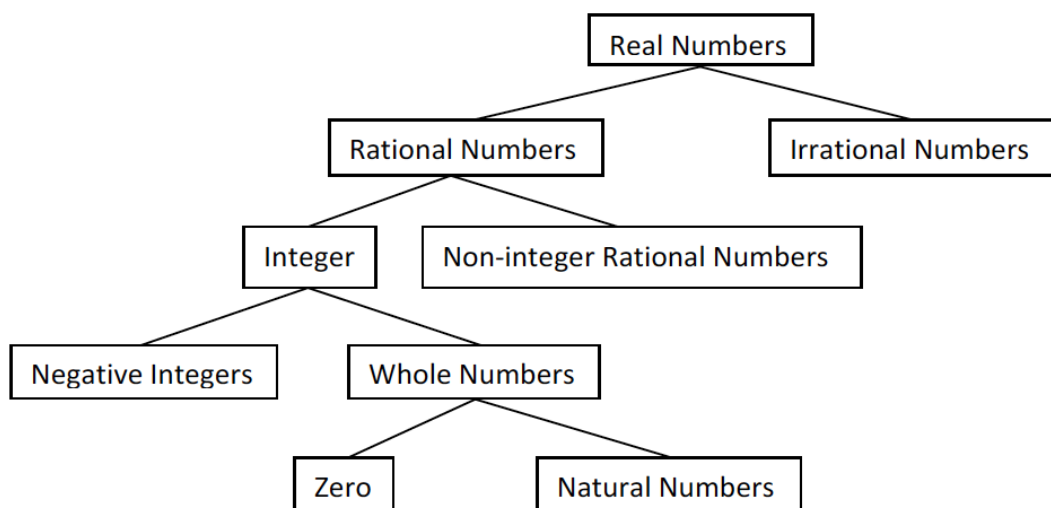 Real Numbers
Rational Numbers
Irrational Numbers
Integer
Non-integer Rational Numbers
Negative Integers
Whole Numbers
Zero
Natural Numbers